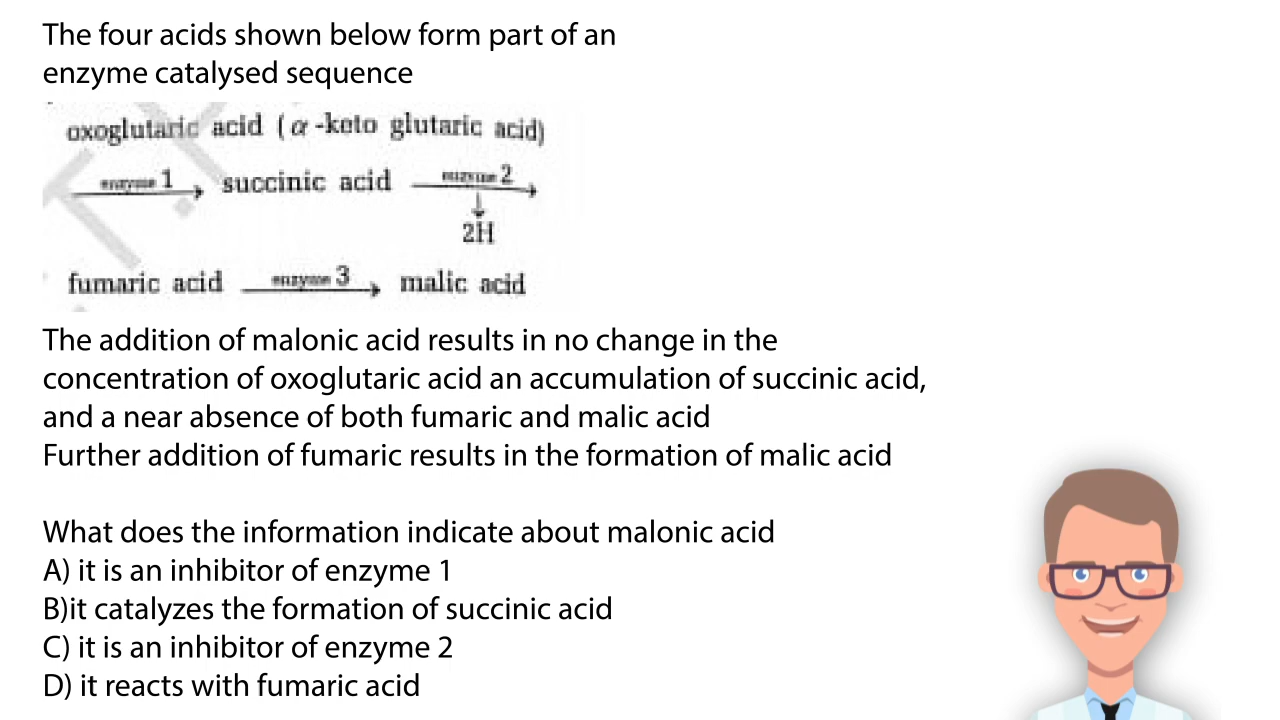 The four acids shown below form part of an
enzyme catalysed sequence
oxoglutaric acid (α-keto glutaric acid)
enzyme 1 succinic acid enzyme 2
2H
fumaric acid enzyme 3 malic acid
The addition of malonic acid results in no change in the
concentration of oxoglutaric acid an accumulation of succinic acid,
and a near absence of both fumaric and malic acid
Further addition of fumaric results in the formation of malic acid
What does the information indicate about malonic acid
A) it is an inhibitor of enzyme 1
B)it catalyzes the formation of succinic acid
C) it is an inhibitor of enzyme 2
D) it reacts with fumaric acid